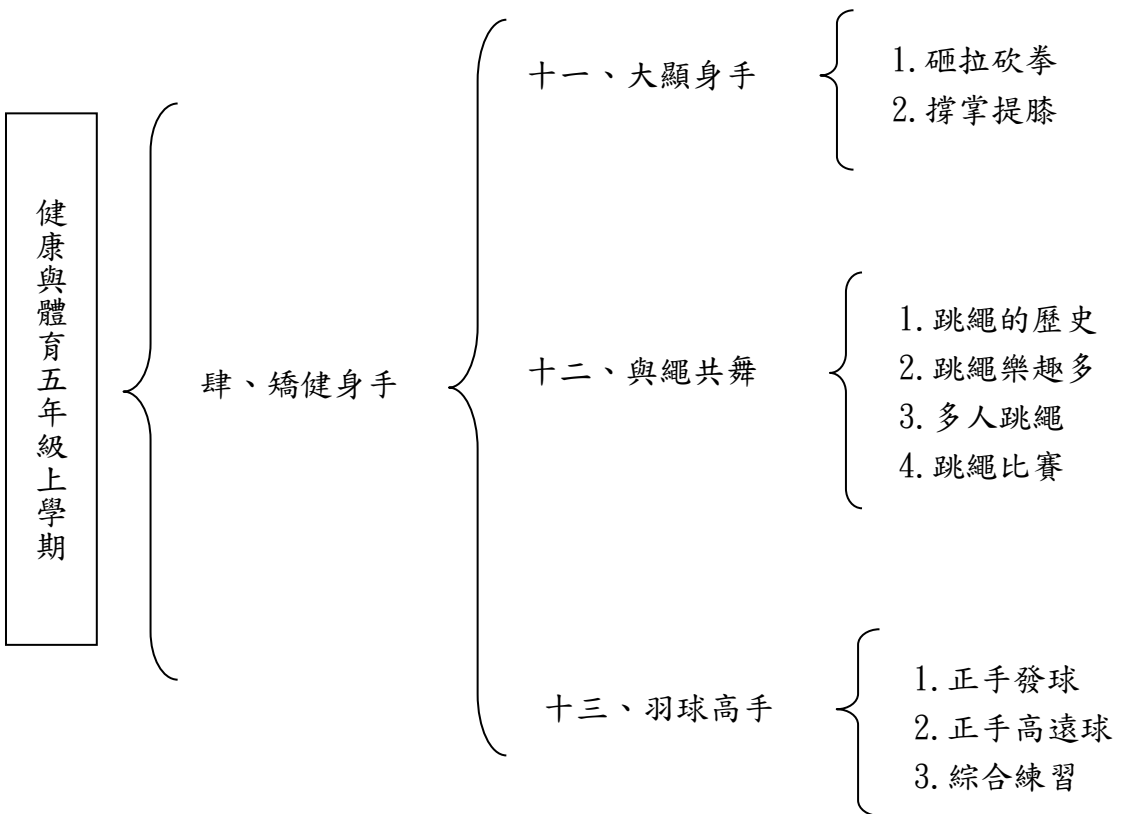 健康與體育五年級上學期
肆、矯健身手
十一、大顯身手
1.砸拉砍拳
2.撐掌提膝
十二、與繩共舞
1.跳繩的歷史
2.跳繩樂趣多
3.多人跳繩
4.跳繩比賽
十三、羽球高手
1.正手發球
2.正手高遠球
3.綜合練習